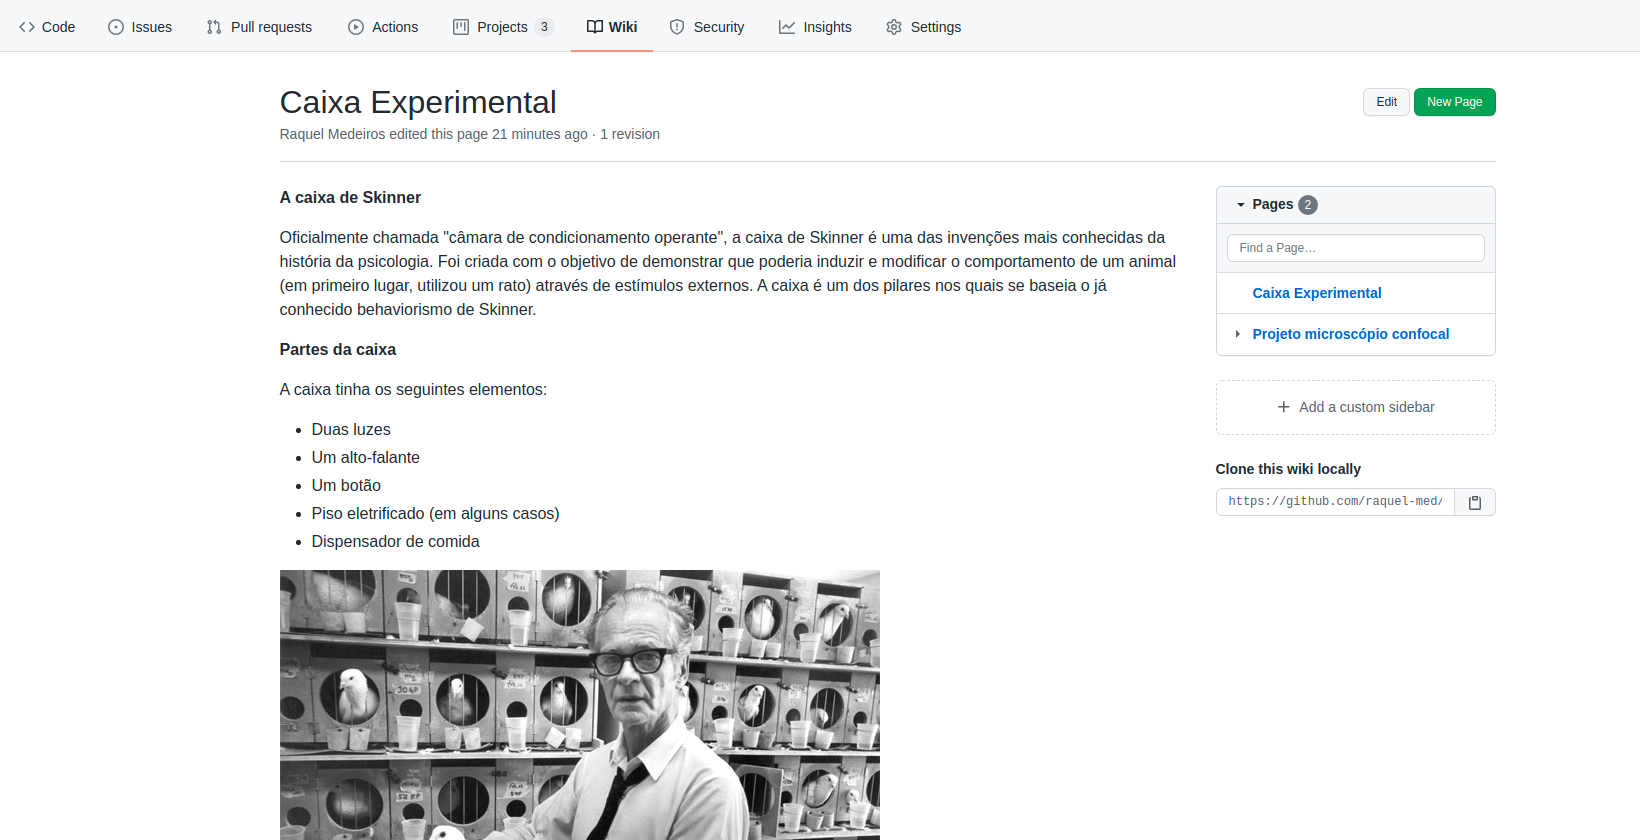 Code Issues Pull requests Actions Projects 3 Wiki Security Insights Settings
Caixa Experimental
Edit New Page
Raquel Medeiros edited this page 21 minutes ago · 1 revision
A caixa de Skinner
Oficialmente chamada "câmara de condicionamento operante", a caixa de Skinner é uma das invenções mais conhecidas da
história da psicologia. Foi criada com o objetivo de demonstrar que poderia induzir e modificar o comportamento de um animal
(em primeiro lugar, utilizou um rato) através de estímulos externos. A caixa é um dos pilares nos quais se baseia o já
conhecido behaviorismo de Skinner.
Partes da caixa
A caixa tinha os seguintes elementos:
Duas luzes
Um alto-falante
Um botão
Piso eletrificado (em alguns casos)
Dispensador de comida
Pages 2
Find a Page…
Caixa Experimental
Projeto microscópio confocal
Add a custom sidebar
Clone this wiki locally
https://github.com/raquel-med/